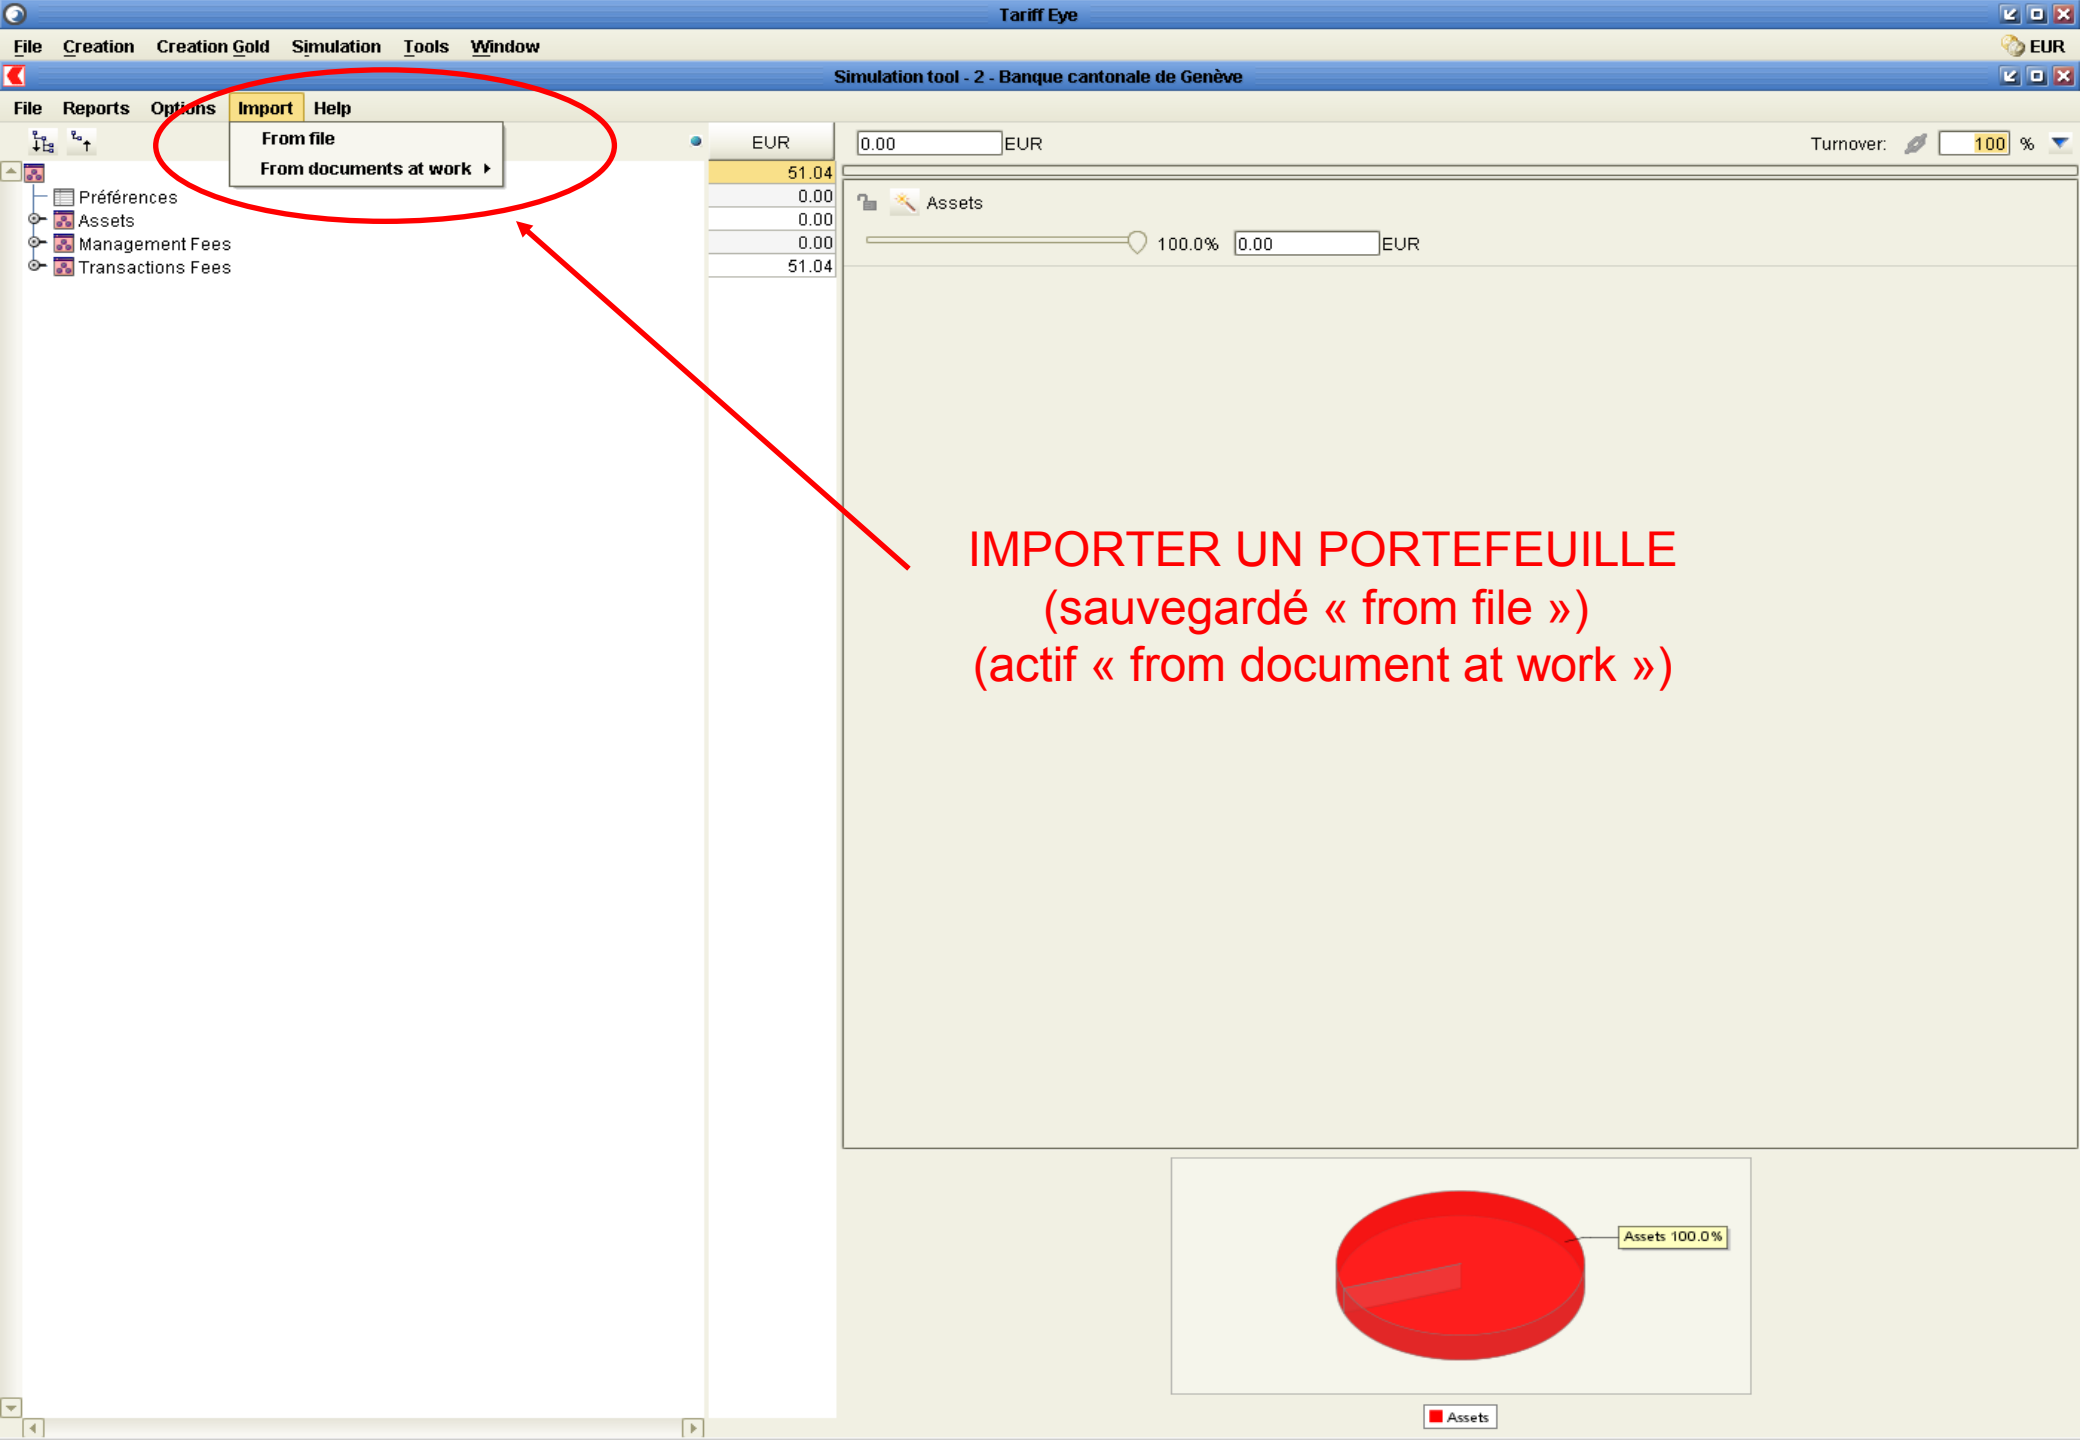 Tariff Eye
File Creation Creation Gold Simulation Tools Window EUR
Simulation tool - 2 - Banque cantonale de Genève
File Reports Options Import Help
From file
From documents at work
EUR
0.00 EUR
Turnover: 100 %
51.04
Préférences 0.00
Assets 0.00
Management Fees 0.00
Transactions Fees 51.04
Assets
100.0% 0.00 EUR
IMPORTER UN PORTEFEUILLE
(sauvegardé « from file »)
(actif « from document at work »)
Assets 100.0%
Assets